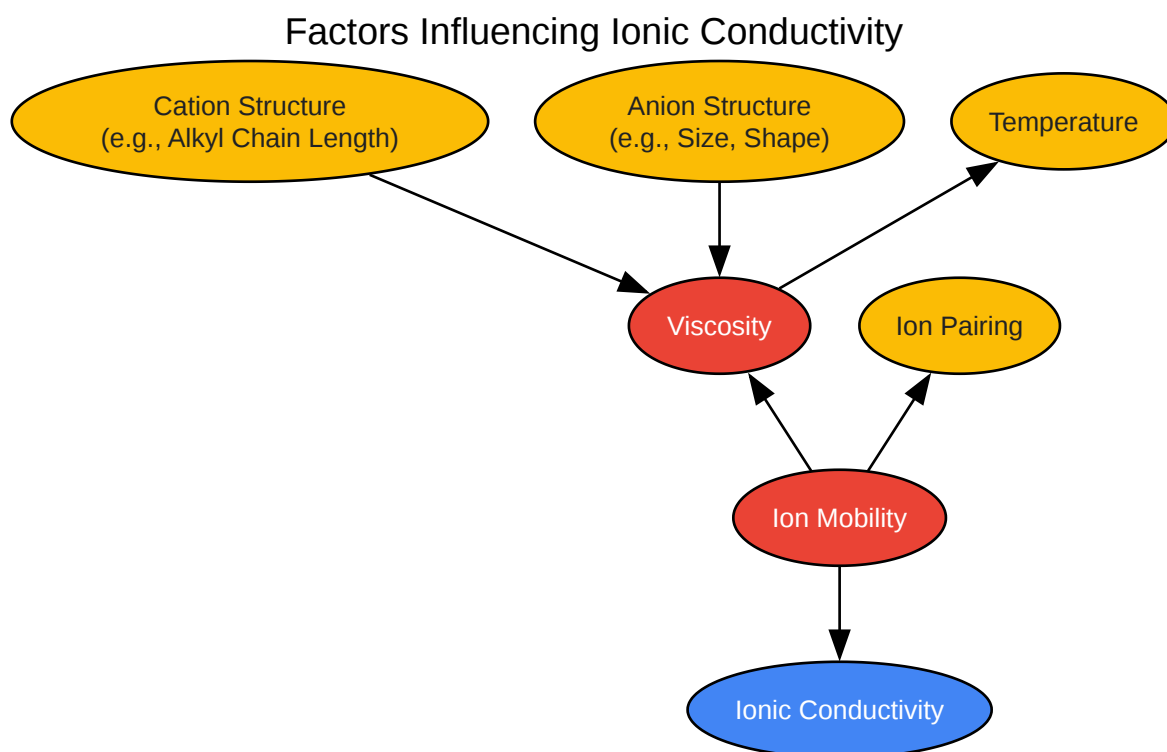 Factors Influencing Ionic Conductivity
Cation Structure
(e.g., Alkyl Chain Length)
Anion Structure
(e.g., Size, Shape)
Temperature
Viscosity
Ion Pairing
Ion Mobility
Ionic Conductivity